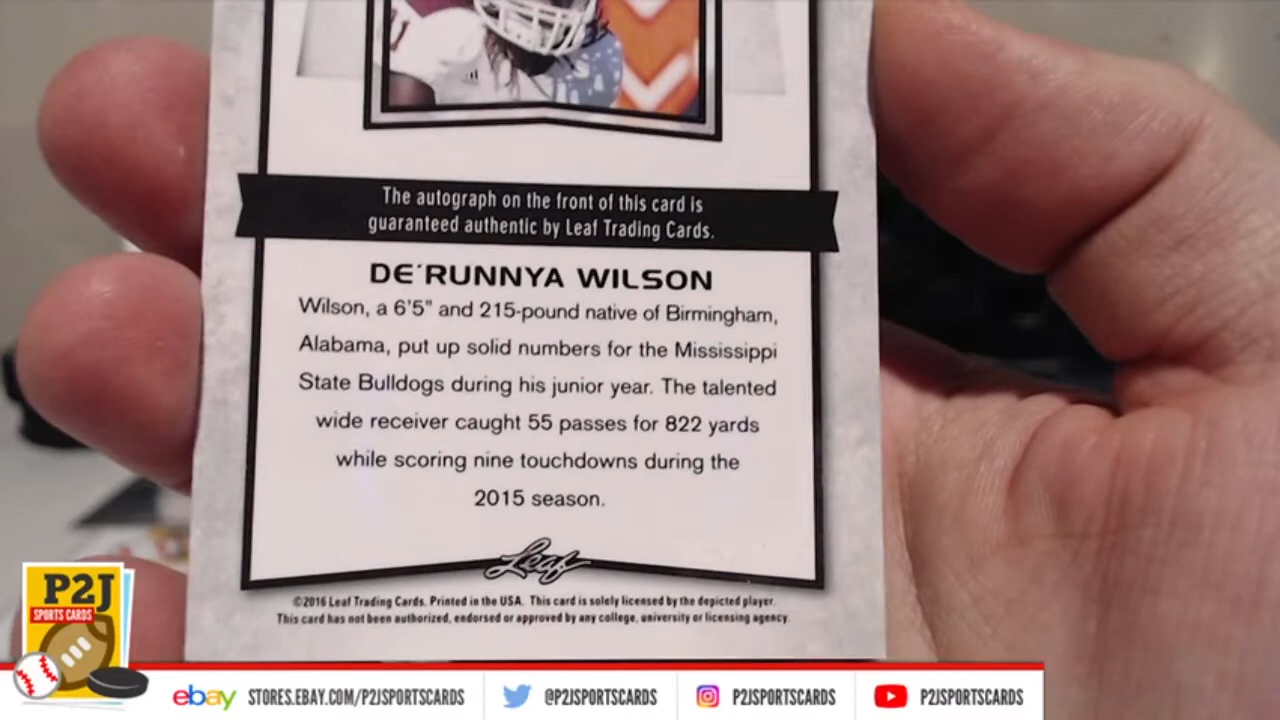 The autograph on the front of this card is
guaranteed authentic by Leaf Trading Cards.
DE'RUNNYA WILSON
Wilson, a 6'5" and 215-pound native of Birmingham,
Alabama, put up solid numbers for the Mississippi
State Bulldogs during his junior year. The talented
wide receiver caught 55 passes for 822 yards
while scoring nine touchdowns during the
2015 season.
Leaf
©2016 Leaf Trading Cards. Printed in the USA. This card is solely licensed by the depicted player.
This card has not been authorized, endorsed or approved by any college, university or licensing agency.
P2J
SPORTS CARDS
ebay STORES.EBAY.COM/P2JSPORTSCARDS @P2JSPORTSCARDS P2JSPORTSCARDS P2JSPORTSCARDS